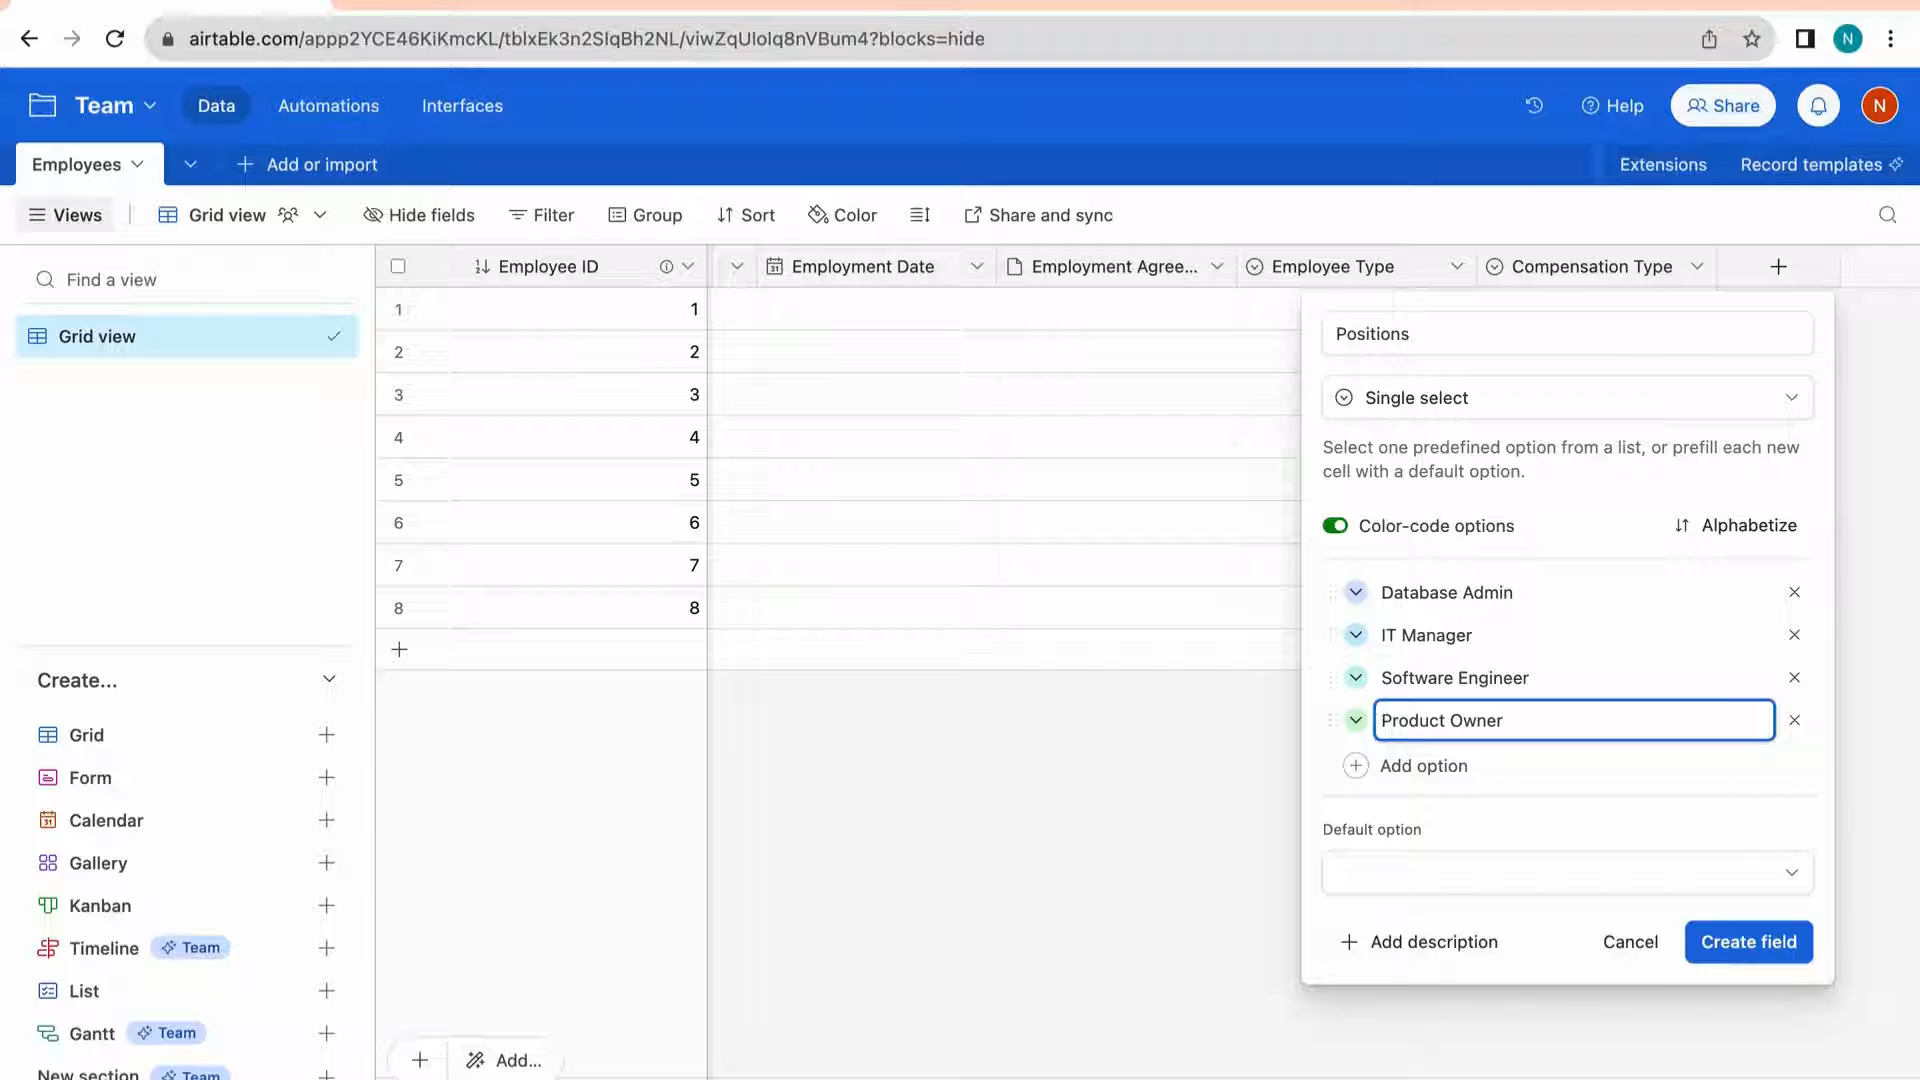 airtable.com/appp2YCE46KiKmcKL/tblxEk3n2SlqBh2NL/viwZqUlolq8nVBum4?blocks=hide
N
Team
Data
Automations
Interfaces
Help
Share
N
Employees
Add or import
Extensions
Record templates
Views
Grid view
Hide fields
Filter
Group
Sort
Color
Share and sync
Find a view
Grid view
Employee ID
Employment Date
Employment Agree...
Employee Type
Compensation Type
1 1
2 2
3 3
4 4
5 5
6 6
7 7
8 8
Positions
Single select
Select one predefined option from a list, or prefill each new
cell with a default option.
Color-code options
Alphabetize
Database Admin
IT Manager
Software Engineer
Product Owner
Add option
Default option
Add description
Cancel
Create field
Create...
Grid
Form
Calendar
Gallery
Kanban
Timeline Team
List
Gantt Team
New section Team
Add...